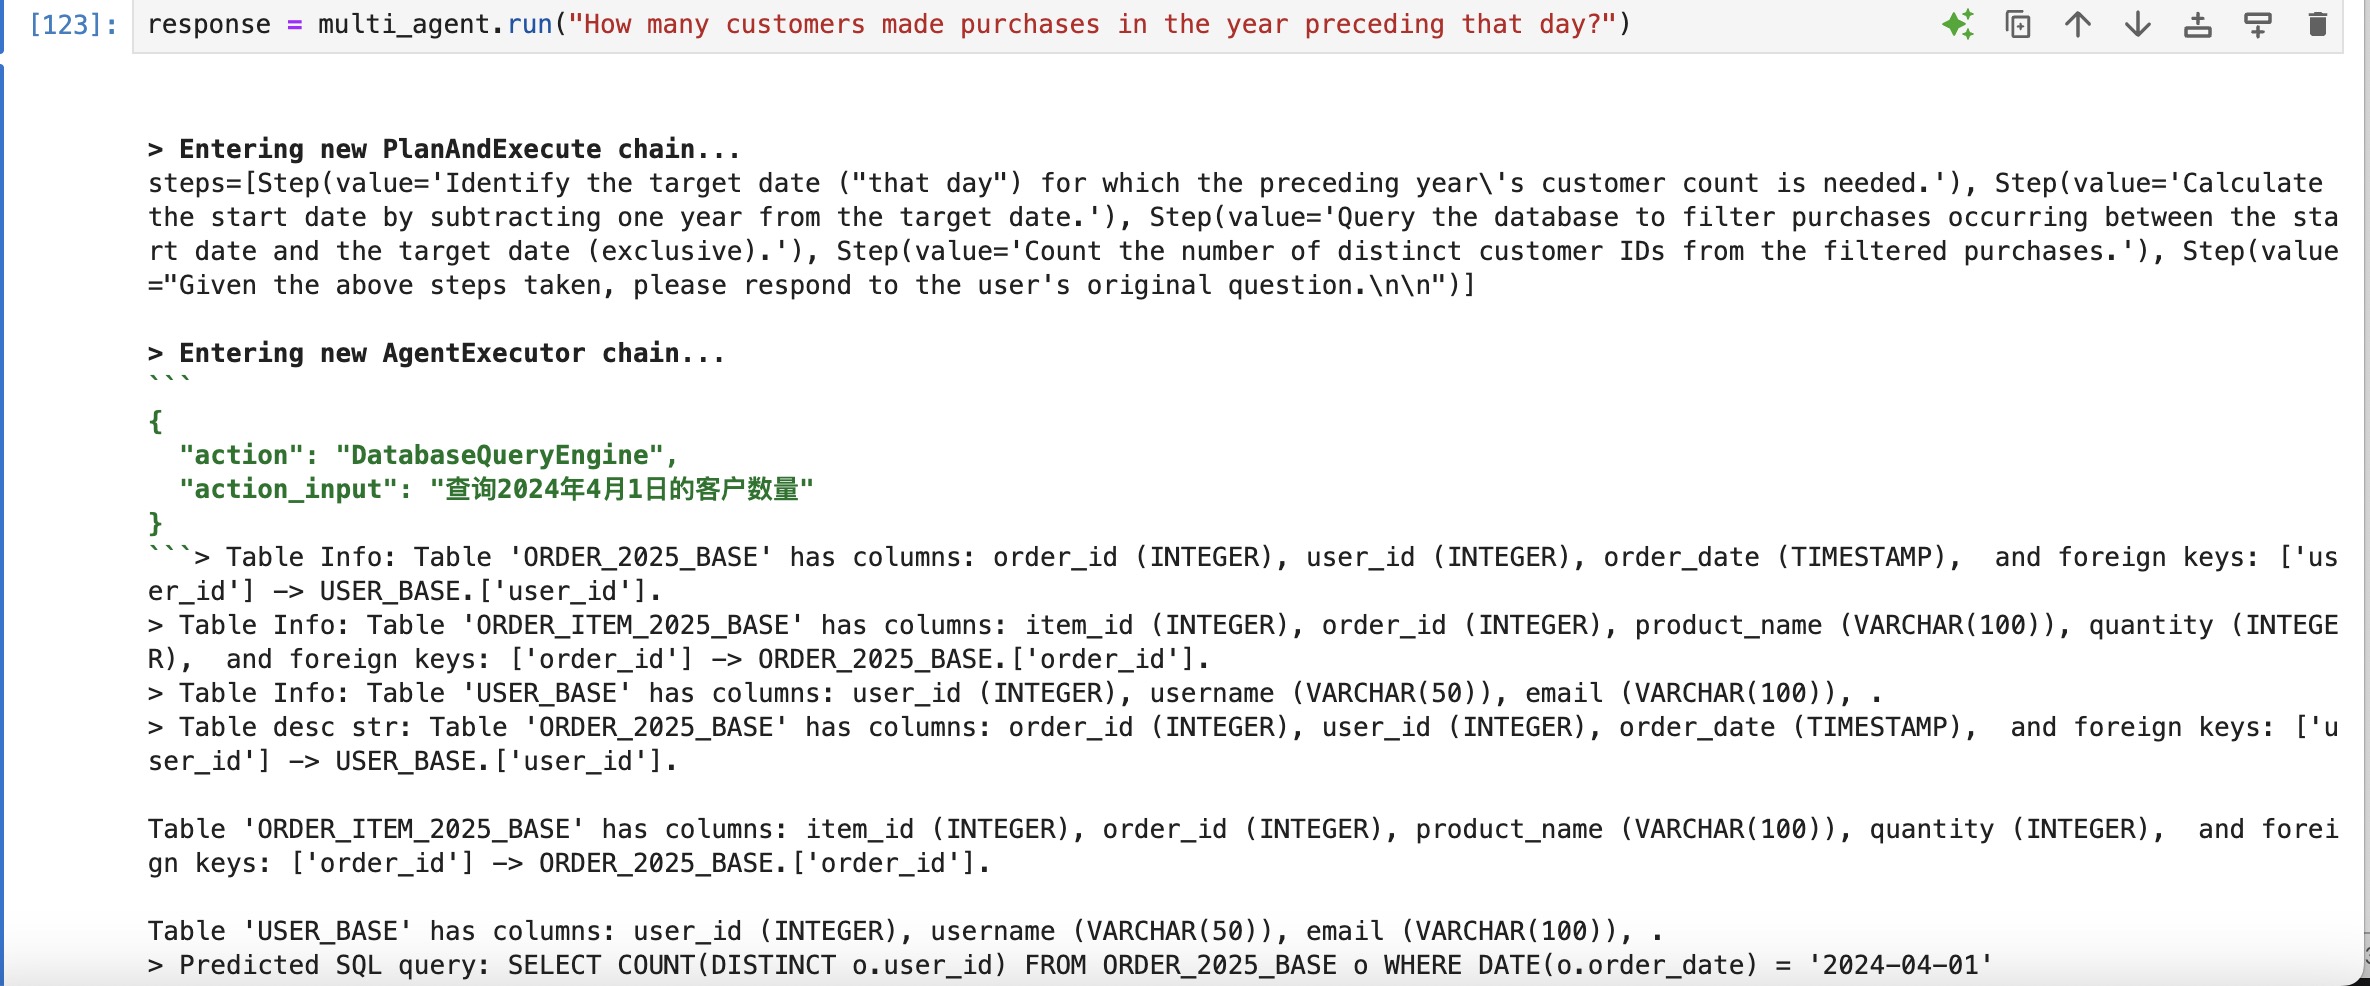 [123]: response = multi_agent.run("How many customers made purchases in the year preceding that day?")
> Entering new PlanAndExecute chain...
steps=[Step(value='Identify the target date ("that day") for which the preceding year\'s customer count is needed.'), Step(value='Calculate
the start date by subtracting one year from the target date.'), Step(value='Query the database to filter purchases occurring between the sta
rt date and the target date (exclusive).'), Step(value='Count the number of distinct customer IDs from the filtered purchases.'), Step(value
="Given the above steps taken, please respond to the user's original question.\n\n")]
> Entering new AgentExecutor chain...
```
{
  "action": "DatabaseQueryEngine",
  "action_input": "查询2024年4月1日的客户数量"
}
```> Table Info: Table 'ORDER_2025_BASE' has columns: order_id (INTEGER), user_id (INTEGER), order_date (TIMESTAMP),  and foreign keys: ['us
er_id'] -> USER_BASE.['user_id'].
> Table Info: Table 'ORDER_ITEM_2025_BASE' has columns: item_id (INTEGER), order_id (INTEGER), product_name (VARCHAR(100)), quantity (INTEGE
R),  and foreign keys: ['order_id'] -> ORDER_2025_BASE.['order_id'].
> Table Info: Table 'USER_BASE' has columns: user_id (INTEGER), username (VARCHAR(50)), email (VARCHAR(100)), .
> Table desc str: Table 'ORDER_2025_BASE' has columns: order_id (INTEGER), user_id (INTEGER), order_date (TIMESTAMP),  and foreign keys: ['u
ser_id'] -> USER_BASE.['user_id'].
Table 'ORDER_ITEM_2025_BASE' has columns: item_id (INTEGER), order_id (INTEGER), product_name (VARCHAR(100)), quantity (INTEGER),  and forei
gn keys: ['order_id'] -> ORDER_2025_BASE.['order_id'].
Table 'USER_BASE' has columns: user_id (INTEGER), username (VARCHAR(50)), email (VARCHAR(100)), .
> Predicted SQL query: SELECT COUNT(DISTINCT o.user_id) FROM ORDER_2025_BASE o WHERE DATE(o.order_date) = '2024-04-01'